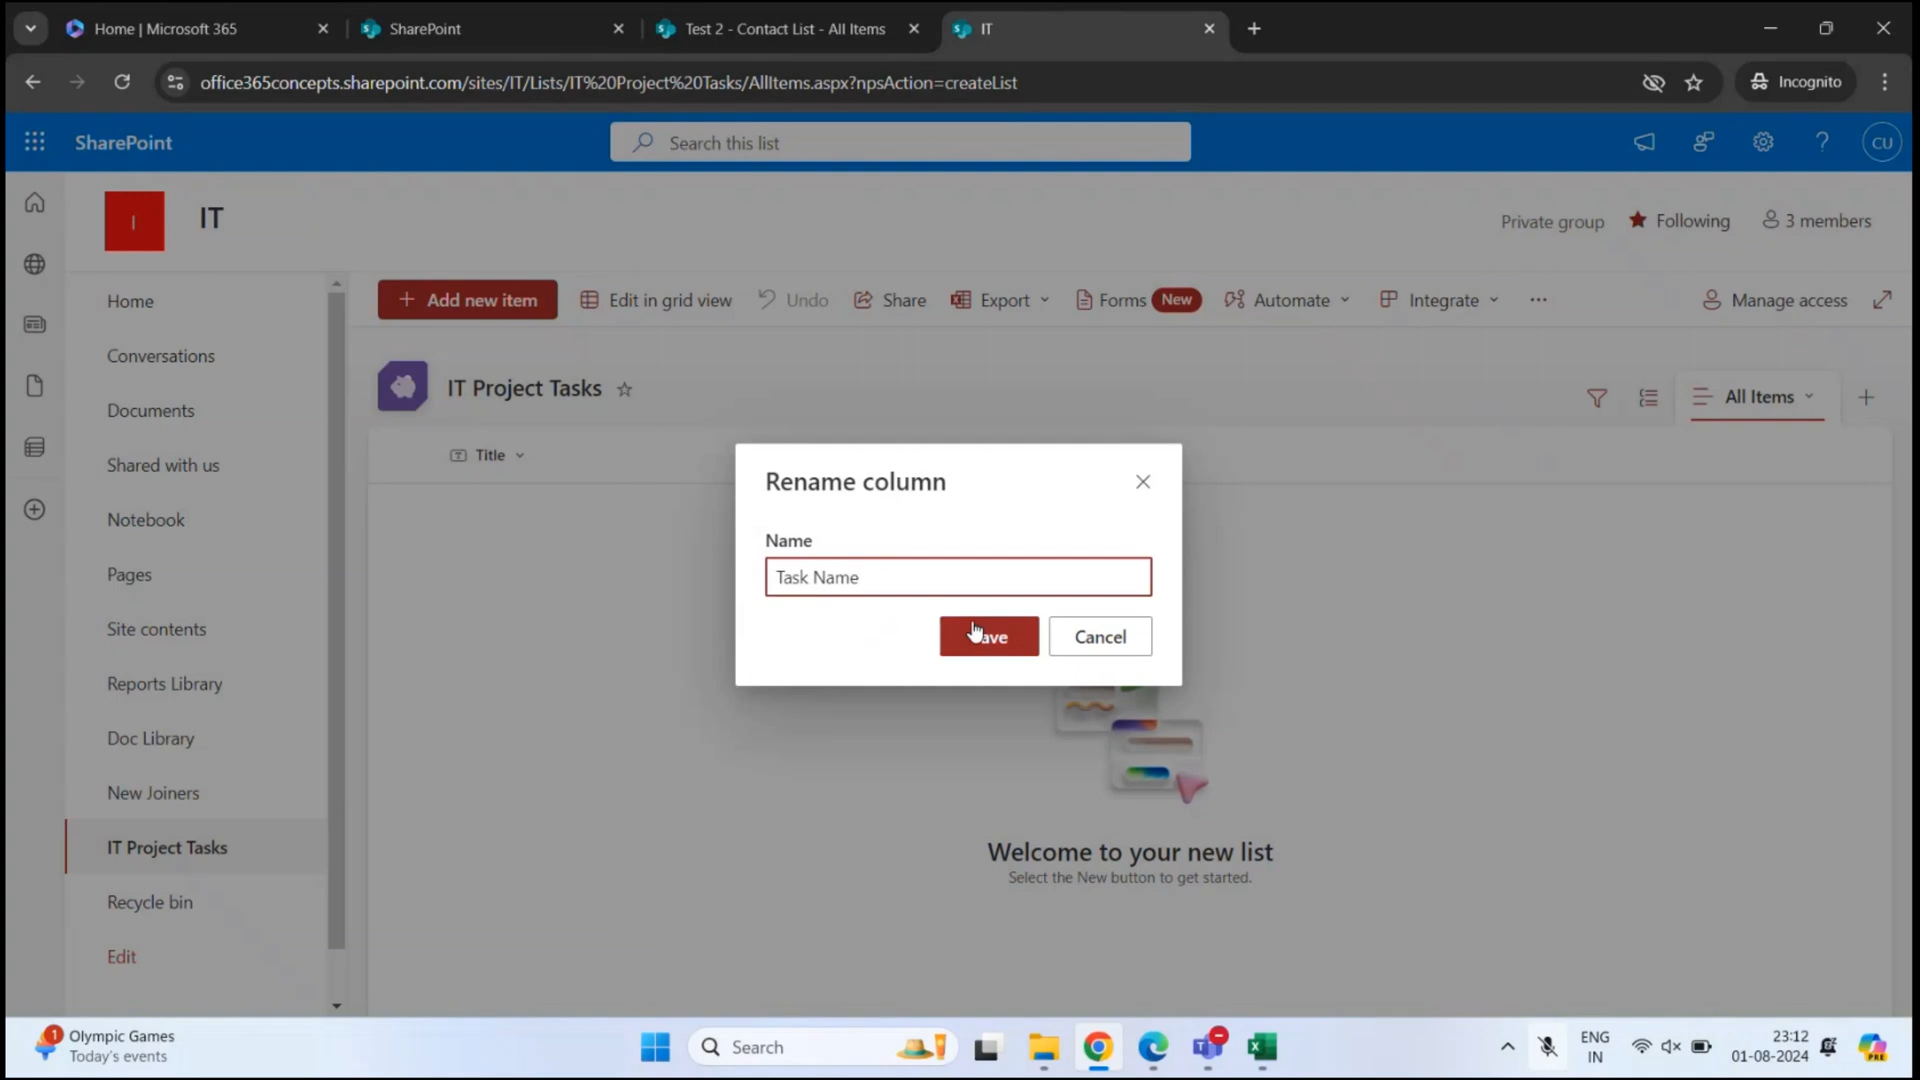 Home | Microsoft 365
SharePoint
Test 2 - Contact List - All Items
IT
office365concepts.sharepoint.com/sites/IT/Lists/IT%20Project%20Tasks/AllItems.aspx?npsAction=createList
Incognito
SharePoint
Search this list
CU
I
IT
Private group
Following
3 members
Home
Conversations
Documents
Shared with us
Notebook
Pages
Site contents
Reports Library
Doc Library
New Joiners
IT Project Tasks
Recycle bin
Edit
Add new item
Edit in grid view
Undo
Share
Export
Forms New
Automate
Integrate
Manage access
IT Project Tasks
All Items
Title
Rename column
Name
Task Name
Cancel
Welcome to your new list
Select the New button to get started.
1
Olympic Games
Today's events
Search
ENG
IN
23:12
01-08-2024
PRE